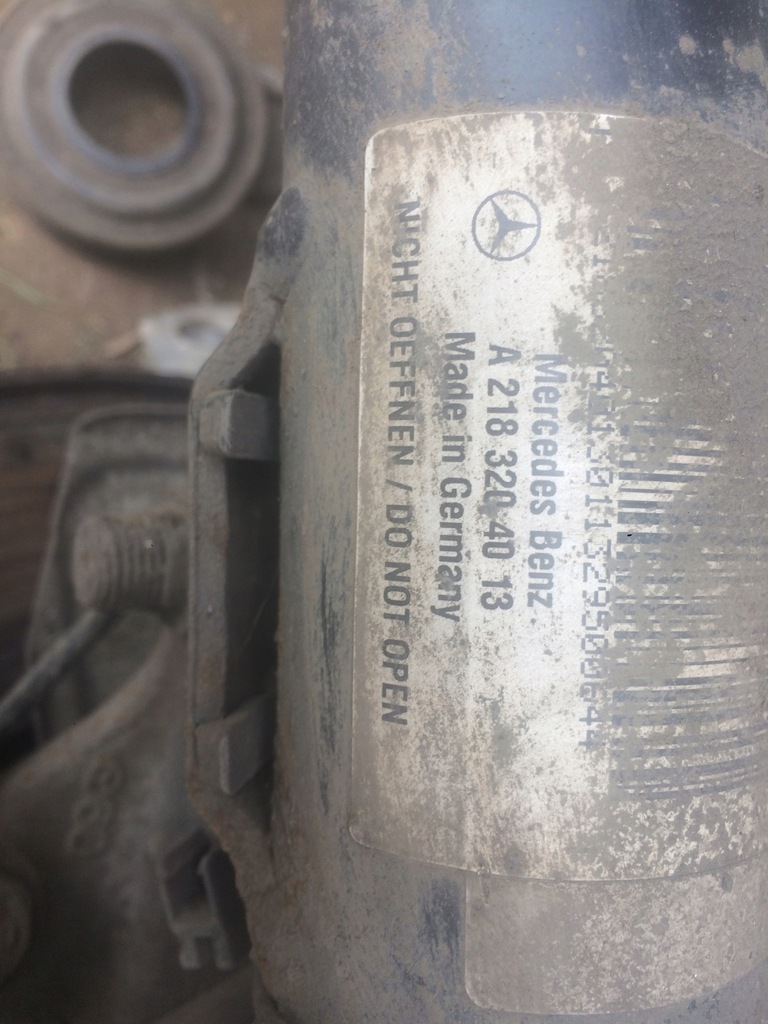 Mercedes Benz
A 218 320 40 13
Made in Germany
NICHT OEFFNEN / DO NOT OPEN